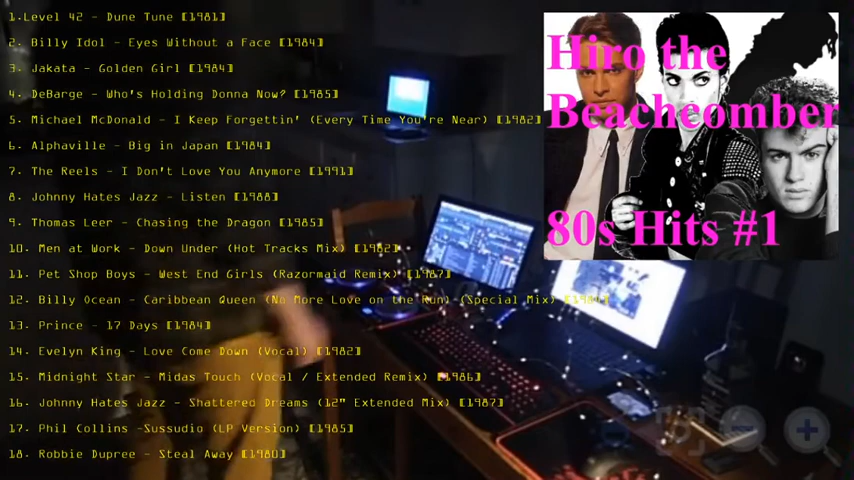 1.Level 42 - Dune Tune [1981]
2. Billy Idol - Eyes Without a Face [1984]
3. Jakata - Golden Girl [1984]
4. DeBarge - Who's Holding Donna Now? [1985]
5. Michael McDonald - I Keep Forgettin' (Every Time You're Near) [1982]
6. Alphaville - Big in Japan [1984]
7. The Reels - I Don't Love You Anymore [1991]
8. Johnny Hates Jazz - Listen [1988]
9. Thomas Leer - Chasing the Dragon [1985]
10. Men at Work - Down Under (Hot Tracks Mix) [1982]
11. Pet Shop Boys - West End Girls (Razormaid Remix) [1987]
12. Billy Ocean - Caribbean Queen (No More Love on the Run) (Special Mix)
13. Prince - 17 Days [1984]
14. Evelyn King - Love Come Down (Vocal) [1982]
15. Midnight Star - Midas Touch (Vocal / Extended Remix) [1986]
16. Johnny Hates Jazz - Shattered Dreams (12" Extended Mix) [1987]
17. Phil Collins -Sussudio (LP Version) [1985]
18. Robbie Dupree - Steal Away [1980]
Hiro the
Beachcomber
80s Hits #1